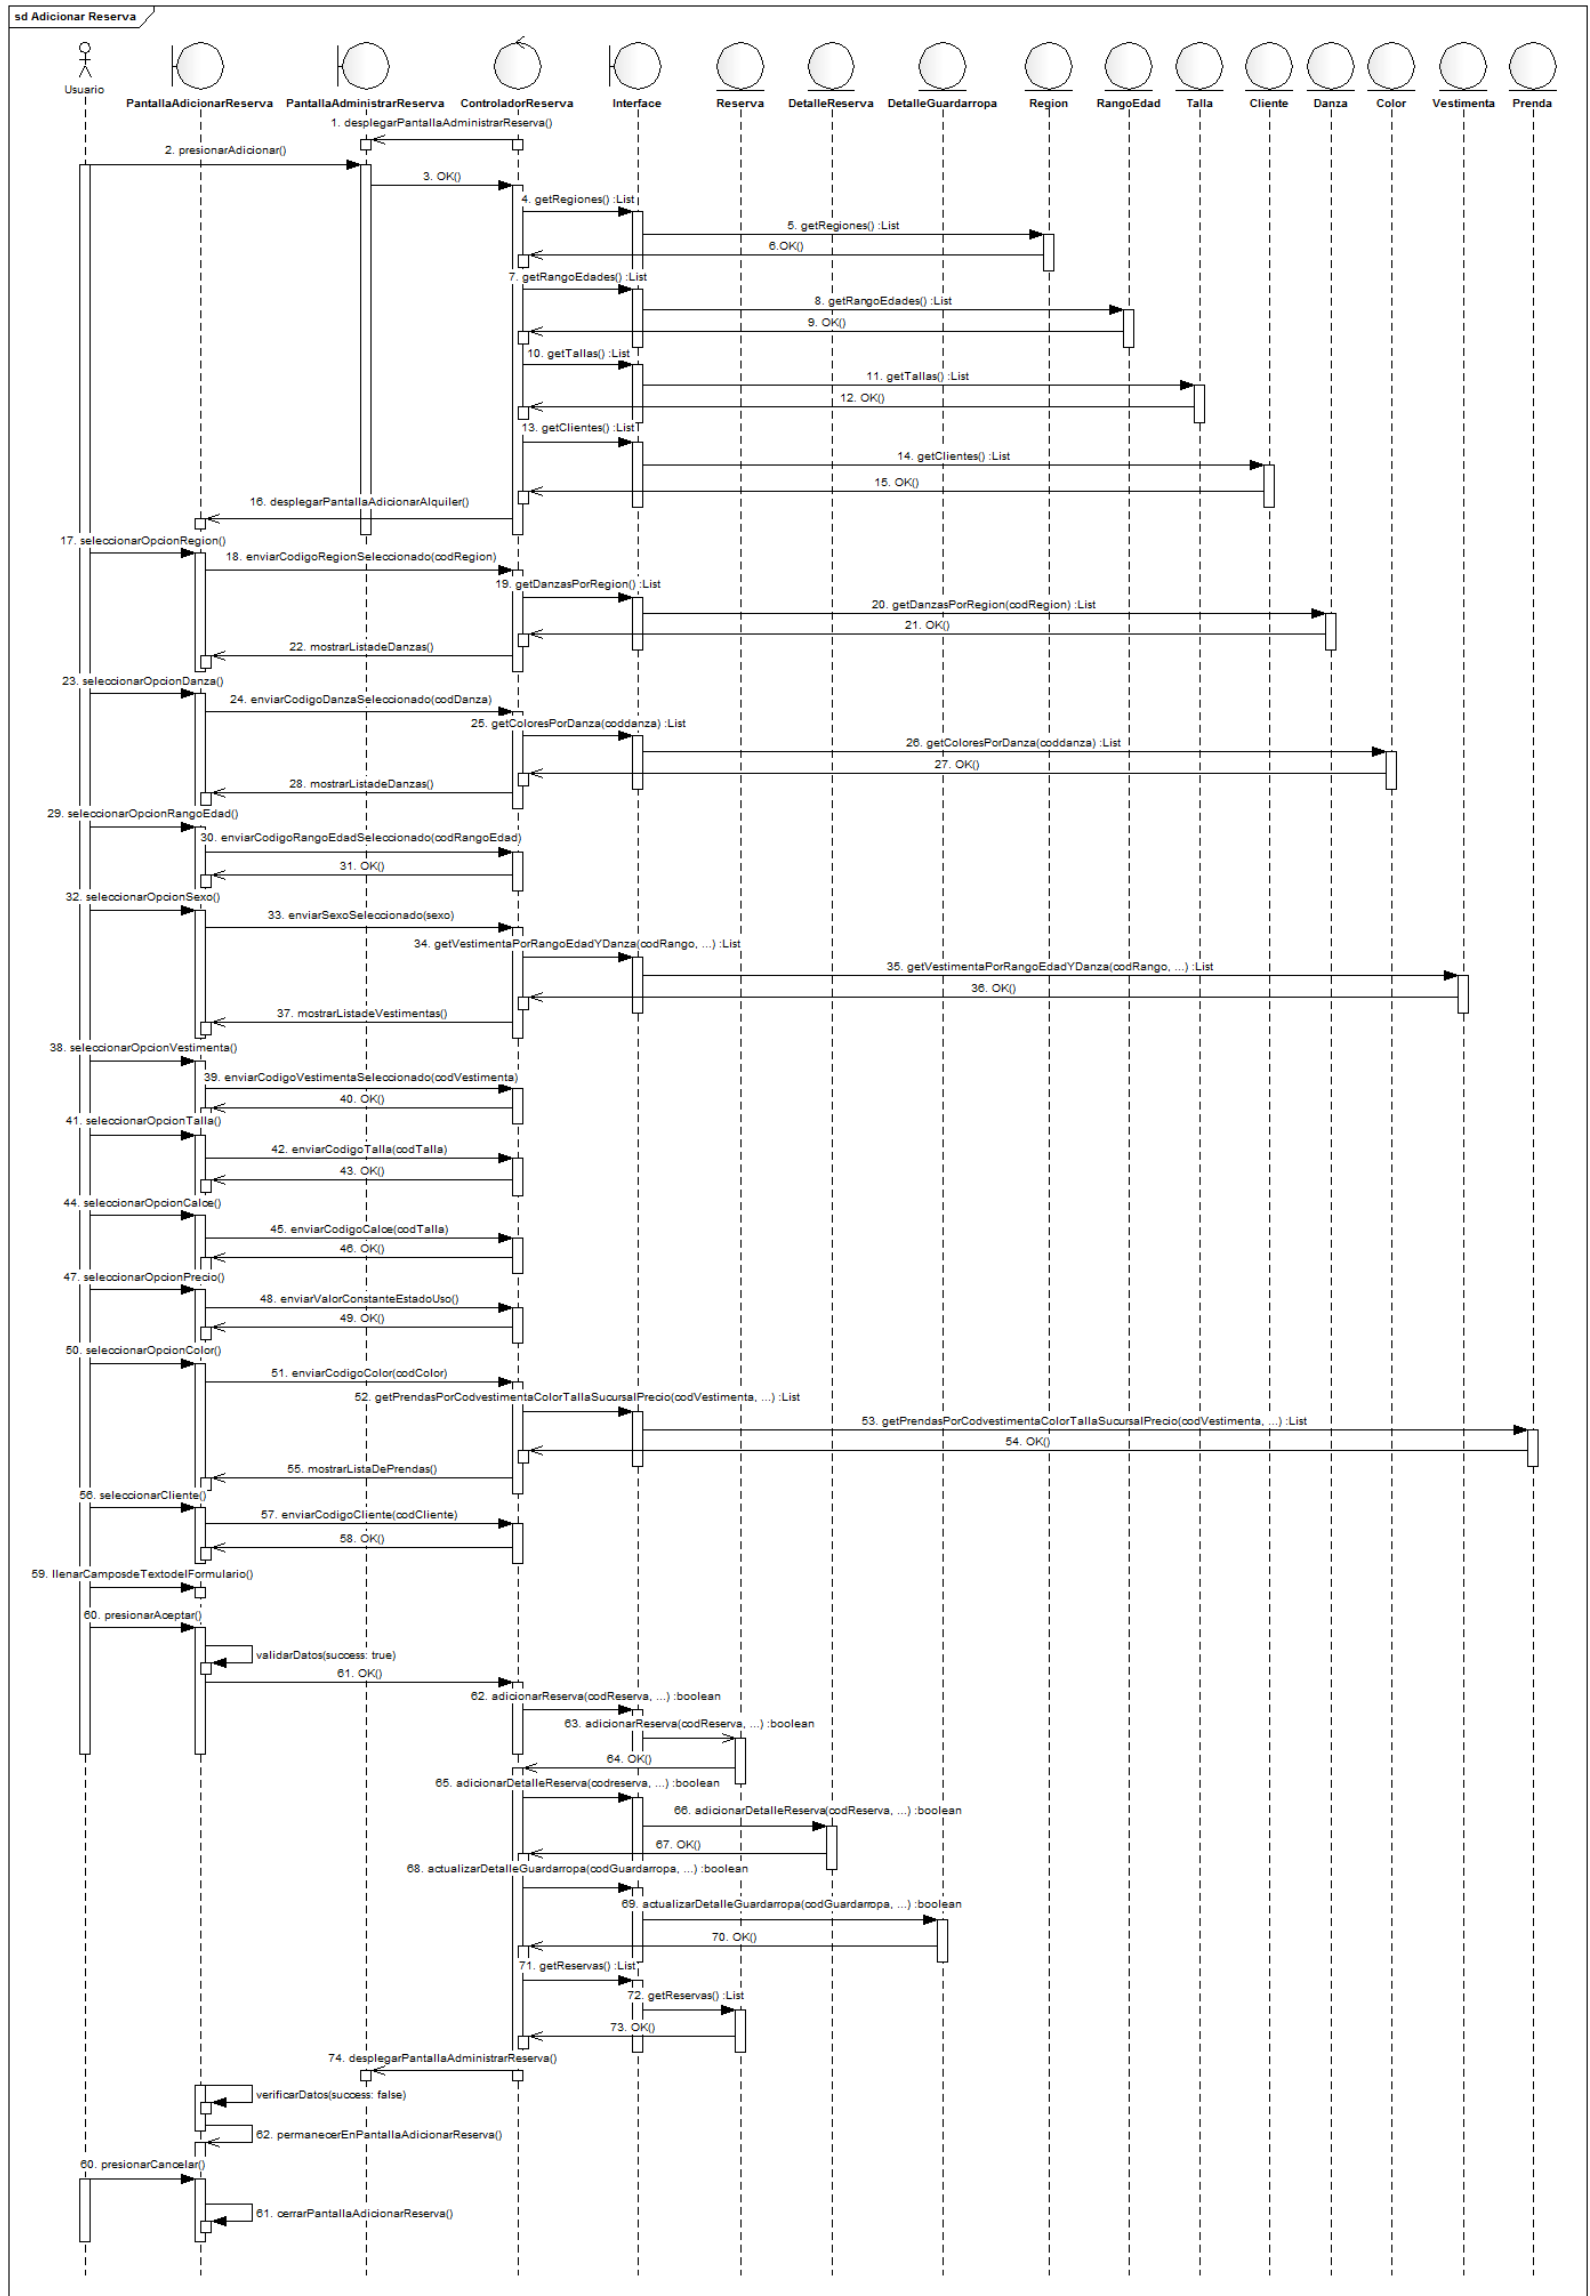 sd Adicionar Reserva
Usuario
PantallaAdicionarReserva
PantallaAdministrarReserva
ControladorReserva
Interface
Reserva
DetalleReserva
DetalleGuardarropa
Region
RangoEdad
Talla
Cliente
Danza
Color
Vestimenta
Prenda
1. desplegarPantallaAdministrarReserva()
2. presionarAdicionar()
3. OK()
4. getRegiones() :List
5. getRegiones() :List
6.OK()
7. getRangoEdades() :List
8. getRangoEdades() :List
9. OK()
10. getTallas() :List
11. getTallas() :List
12. OK()
13. getClientes() :List
14. getClientes() :List
15. OK()
16. desplegarPantallaAdicionarAlquiler()
17. seleccionarOpcionRegion()
18. enviarCodigoRegionSeleccionado(codRegion)
19. getDanzasPorRegion() :List
20. getDanzasPorRegion(codRegion) :List
21. OK()
22. mostrarListadeDanzas()
23. seleccionarOpcionDanza()
24. enviarCodigoDanzaSeleccionado(codDanza)
25. getColoresPorDanza(coddanza) :List
26. getColoresPorDanza(coddanza) :List
27. OK()
28. mostrarListadeDanzas()
29. seleccionarOpcionRangoEdad()
30. enviarCodigoRangoEdadSeleccionado(codRangoEdad)
31. OK()
32. seleccionarOpcionSexo()
33. enviarSexoSeleccionado(sexo)
34. getVestimentaPorRangoEdadYDanza(codRango, ...) :List
35. getVestimentaPorRangoEdadYDanza(codRango, ...) :List
36. OK()
37. mostrarListadeVestimentas()
38. seleccionarOpcionVestimenta()
39. enviarCodigoVestimentaSeleccionado(codVestimenta)
40. OK()
41. seleccionarOpcionTalla()
42. enviarCodigoTalla(codTalla)
43. OK()
44. seleccionarOpcionCalce()
45. enviarCodigoCalce(codTalla)
46. OK()
47. seleccionarOpcionPrecio()
48. enviarValorConstanteEstadoUso()
49. OK()
50. seleccionarOpcionColor()
51. enviarCodigoColor(codColor)
52. getPrendasPorCodvestimentaColorTallaSucursalPrecio(codVestimenta, ...) :List
53. getPrendasPorCodvestimentaColorTallaSucursalPrecio(codVestimenta, ...) :List
54. OK()
55. mostrarListaDePrendas()
56. seleccionarCliente()
57. enviarCodigoCliente(codCliente)
58. OK()
59. llenarCamposdeTextodelFormulario()
60. presionarAceptar()
validarDatos(success: true)
61. OK()
62. adicionarReserva(codReserva, ...) :boolean
63. adicionarReserva(codReserva, ...) :boolean
64. OK()
65. adicionarDetalleReserva(codreserva, ...) :boolean
66. adicionarDetalleReserva(codReserva, ...) :boolean
67. OK()
68. actualizarDetalleGuardarropa(codGuardarropa, ...) :boolean
69. actualizarDetalleGuardarropa(codGuardarropa, ...) :boolean
70. OK()
71. getReservas() :List
72. getReservas() :List
73. OK()
74. desplegarPantallaAdministrarReserva()
verificarDatos(success: false)
62. permanecerEnPantallaAdicionarReserva()
60. presionarCancelar()
61. cerrarPantallaAdicionarReserva()